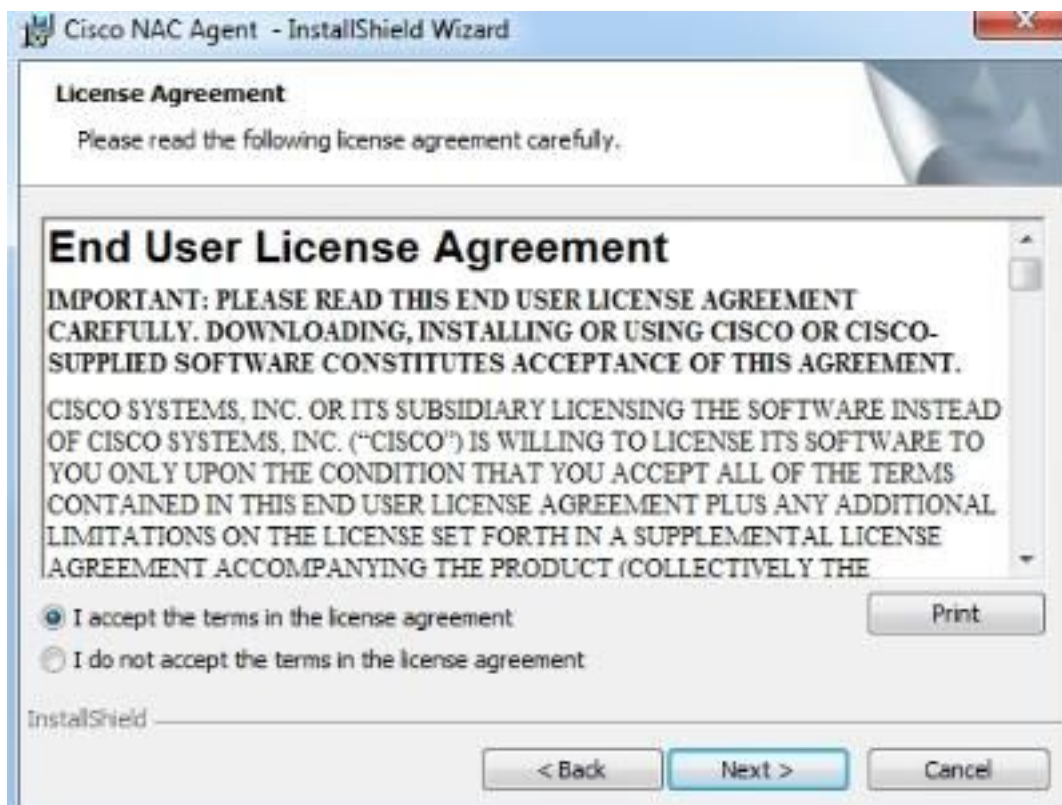 Cisco NAC Agent - InstallShield Wizard
License Agreement
Please read the following license agreement carefully.
End User License Agreement
IMPORTANT: PLEASE READ THIS END USER LICENSE AGREEMENT
CAREFULLY. DOWNLOADING, INSTALLING OR USING CISCO OR CISCO-
SUPPLIED SOFTWARE CONSTITUTES ACCEPTANCE OF THIS AGREEMENT.
CISCO SYSTEMS, INC. OR ITS SUBSIDIARY LICENSING THE SOFTWARE INSTEAD
OF CISCO SYSTEMS, INC. (“CISCO”) IS WILLING TO LICENSE ITS SOFTWARE TO
YOU ONLY UPON THE CONDITION THAT YOU ACCEPT ALL OF THE TERMS
CONTAINED IN THIS END USER LICENSE AGREEMENT PLUS ANY ADDITIONAL
LIMITATIONS ON THE LICENSE SET FORTH IN A SUPPLEMENTAL LICENSE
AGREEMENT ACCOMPANYING THE PRODUCT (COLLECTIVELY THE
I accept the terms in the license agreement
Print
I do not accept the terms in the license agreement
InstallShield
< Back
Next >
Cancel